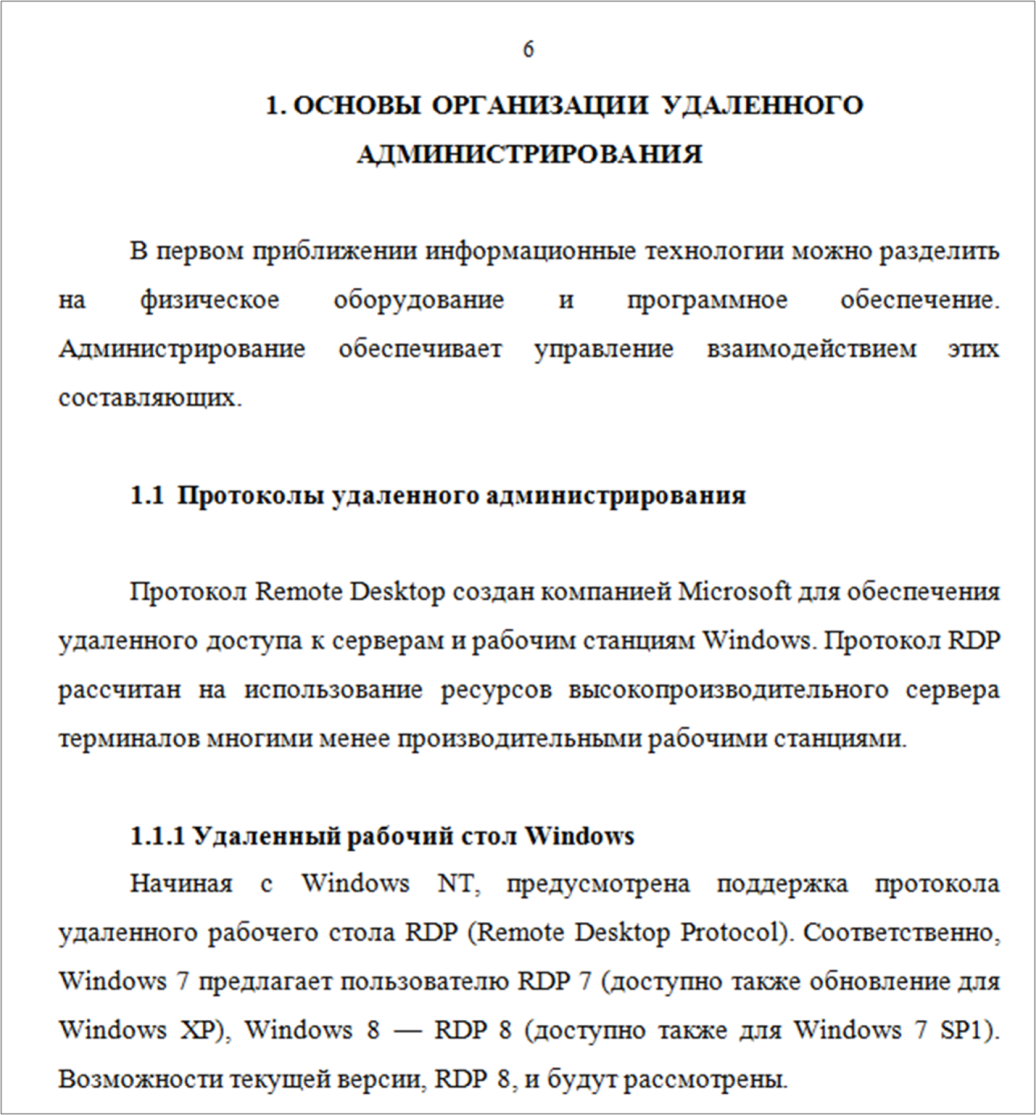 6
1. ОСНОВЫ ОРГАНИЗАЦИИ УДАЛЕННОГО
АДМИНИСТРИРОВАНИЯ
В первом приближении информационные технологии можно разделить
на физическое оборудование и программное обеспечение.
Администрирование обеспечивает управление взаимодействием этих
составляющих.
1.1 Протоколы удаленного администрирования
Протокол Remote Desktop создан компанией Microsoft для обеспечения
удаленного доступа к серверам и рабочим станциям Windows. Протокол RDP
рассчитан на использование ресурсов высокопроизводительного сервера
терминалов многими менее производительными рабочими станциями.
1.1.1 Удаленный рабочий стол Windows
Начиная с Windows NT, предусмотрена поддержка протокола
удаленного рабочего стола RDP (Remote Desktop Protocol). Соответственно,
Windows 7 предлагает пользователю RDP 7 (доступно также обновление для
Windows XP), Windows 8 — RDP 8 (доступно также для Windows 7 SP1).
Возможности текущей версии, RDP 8, и будут рассмотрены.